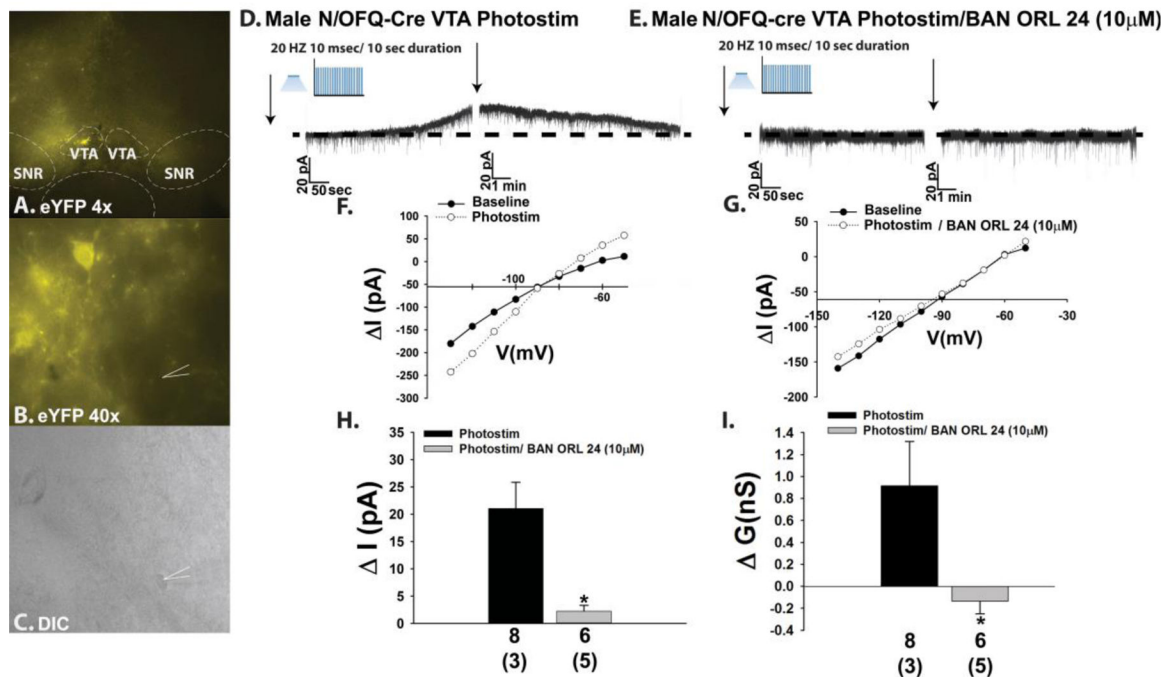 D. Male N/OFQ-Cre VTA Photostim
E. Male N/OFQ-cre VTA Photostim/BAN ORL 24 (10μM)
20 HZ 10 msec/ 10 sec duration
20 HZ 10 msec/ 10 sec duration
VTA VTA
SNR SNR
A. eYFP 4x
B. eYFP 40x
C. DIC
20 pA
50 sec
20 pA
21 min
20 pA
50 sec
20 pA
21 min
F.
Baseline
Photostim
100
50
0
-50
-100
-150
-200
-250
-300
-100
-60
ΔI (pA)
V(mV)
G.
Baseline
Photostim / BAN ORL 24 (10μM)
50
0
-50
-100
-150
-200
-150
-120
-90
-60
-30
ΔI (pA)
V(mV)
H.
Photostim
Photostim/ BAN ORL 24 (10μM)
35
30
25
20
15
10
5
0
Δ I (pA)
*
8 6
(3) (5)
I.
Photostim
Photostim/ BAN ORL 24 (10μM)
1.4
1.2
1.0
0.8
0.6
0.4
0.2
0.0
-0.2
-0.4
Δ G(nS)
*
8 6
(3) (5)